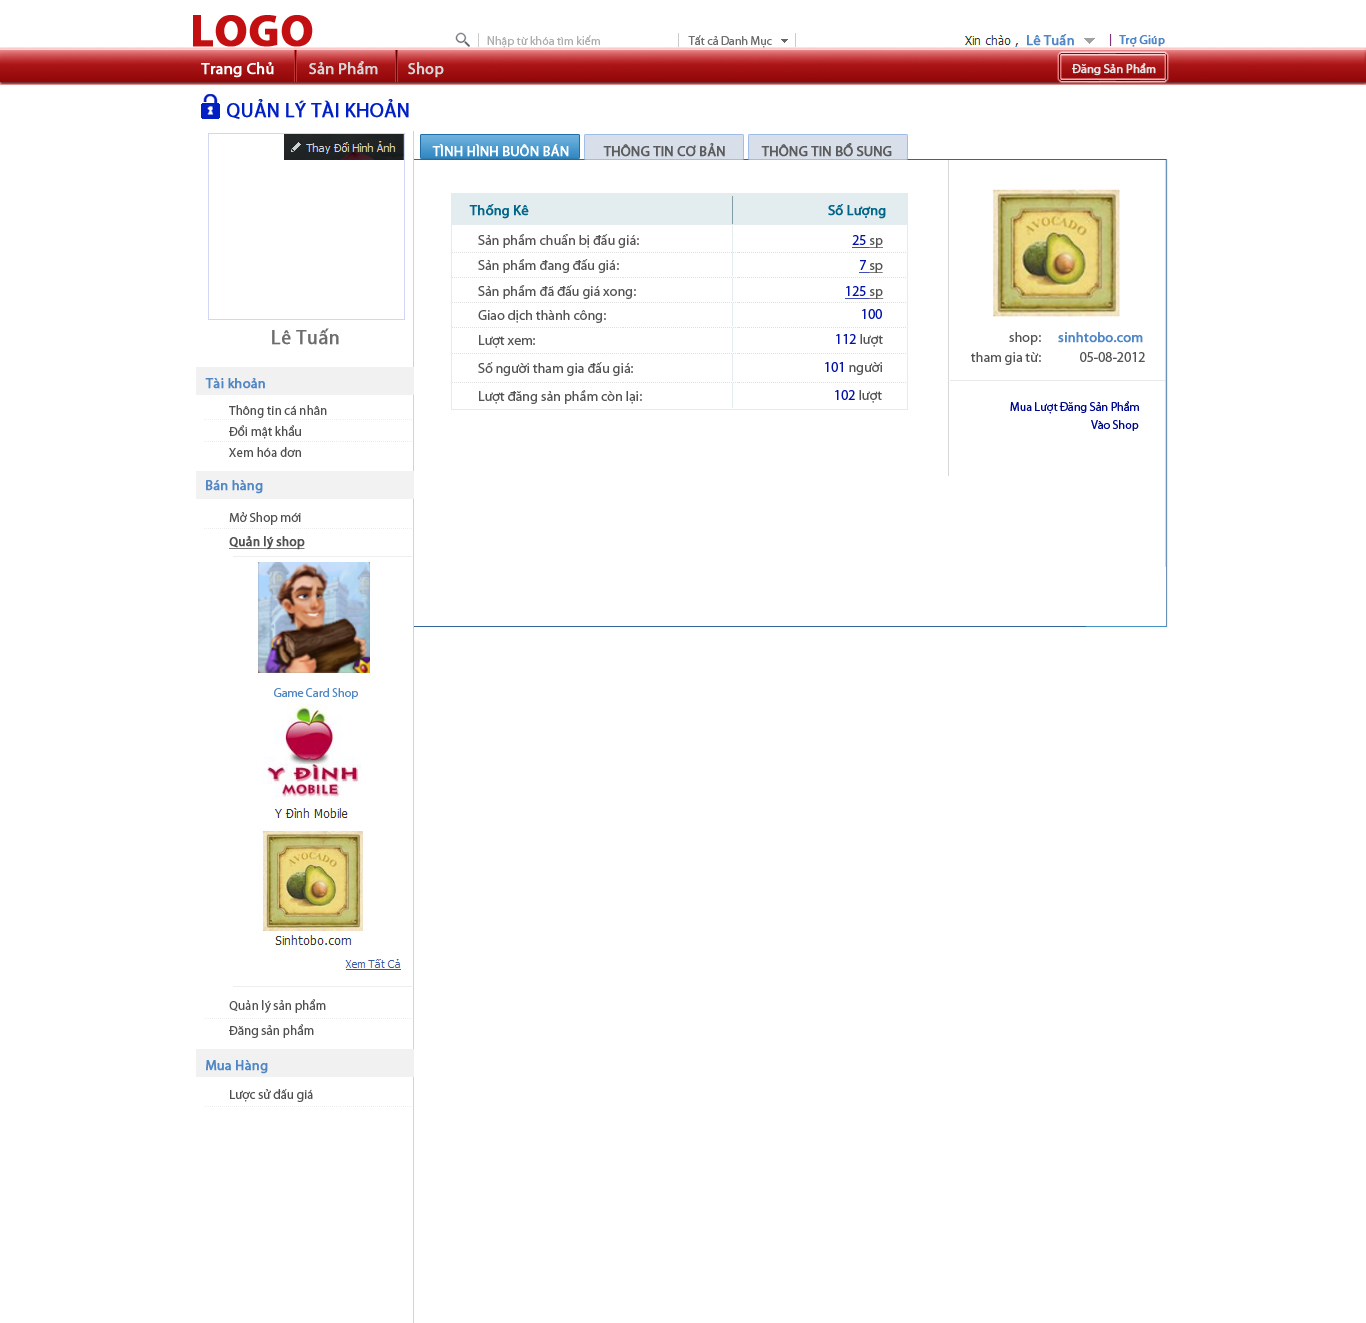 LOGO
Nhập từ khóa tìm kiếm
Tất cả Danh Mục
Xin chào , Lê Tuấn
Trợ Giúp
Trang Chủ
Sản Phẩm
Shop
Đăng Sản Phẩm
QUẢN LÝ TÀI KHOẢN
Thay Đổi Hình Ảnh
Lê Tuấn
Tài khoản
Thông tin cá nhân
Đổi mật khẩu
Xem hóa đơn
Bán hàng
Mở Shop mới
Quản lý shop
Game Card Shop
Y ĐÌNH
MOBILE
Y Đình Mobile
AVOCADO
Sinhtobo.com
Xem Tất Cả
Quản lý sản phẩm
Đăng sản phẩm
Mua Hàng
Lược sử đấu giá
TÌNH HÌNH BUÔN BÁN
THÔNG TIN CƠ BẢN
THÔNG TIN BỔ SUNG
Thống Kê Số Lượng
Sản phẩm chuẩn bị đấu giá: 25 sp
Sản phẩm đang đấu giá: 7 sp
Sản phẩm đã đấu giá xong: 125 sp
Giao dịch thành công: 100
Lượt xem: 112 lượt
Số người tham gia đấu giá: 101 người
Lượt đăng sản phẩm còn lại: 102 lượt
AVOCADO
shop: sinhtobo.com
tham gia từ: 05-08-2012
Mua Lượt Đăng Sản Phẩm
Vào Shop